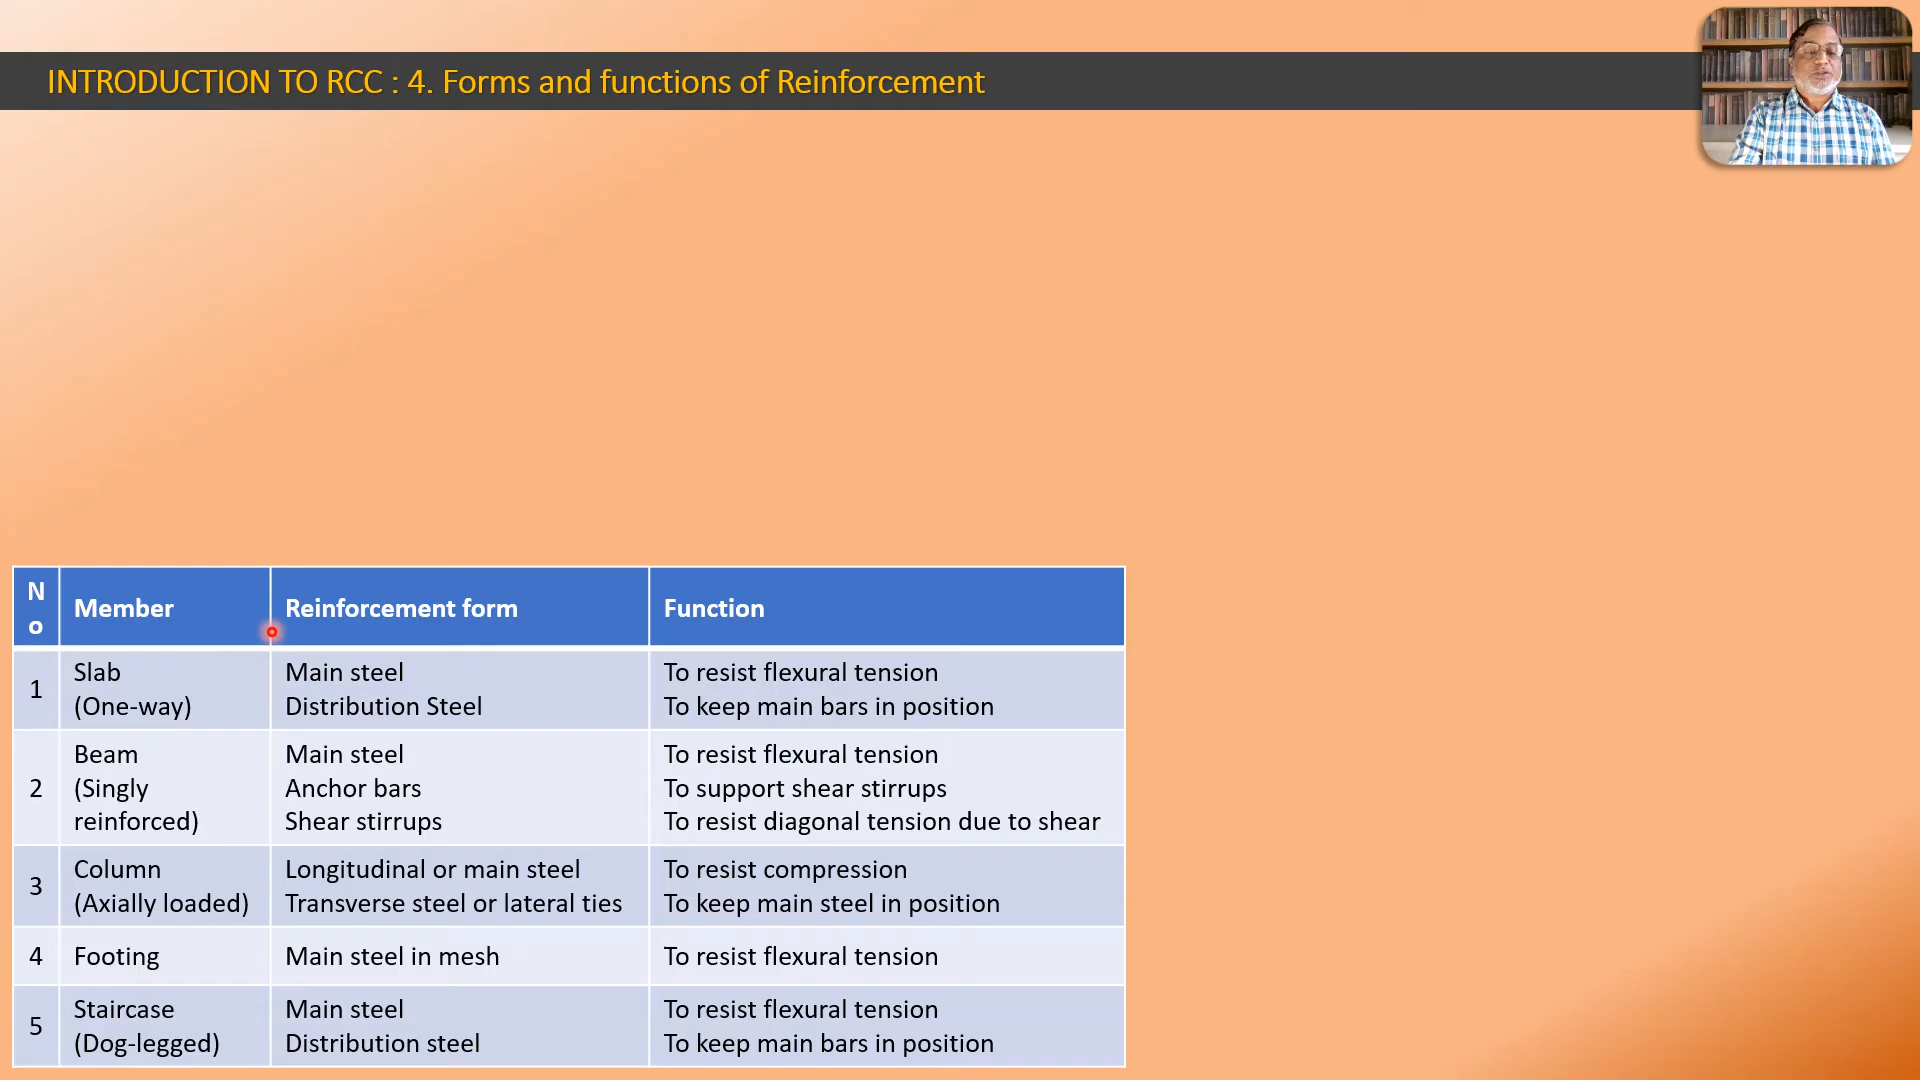 INTRODUCTION TO RCC : 4. Forms and functions of Reinforcement
No Member Reinforcement form Function
1 Slab Main steel To resist flexural tension
(One-way) Distribution Steel To keep main bars in position
2 Beam Main steel To resist flexural tension
(Singly Anchor bars To support shear stirrups
reinforced) Shear stirrups To resist diagonal tension due to shear
3 Column Longitudinal or main steel To resist compression
(Axially loaded) Transverse steel or lateral ties To keep main steel in position
4 Footing Main steel in mesh To resist flexural tension
5 Staircase Main steel To resist flexural tension
(Dog-legged) Distribution steel To keep main bars in position